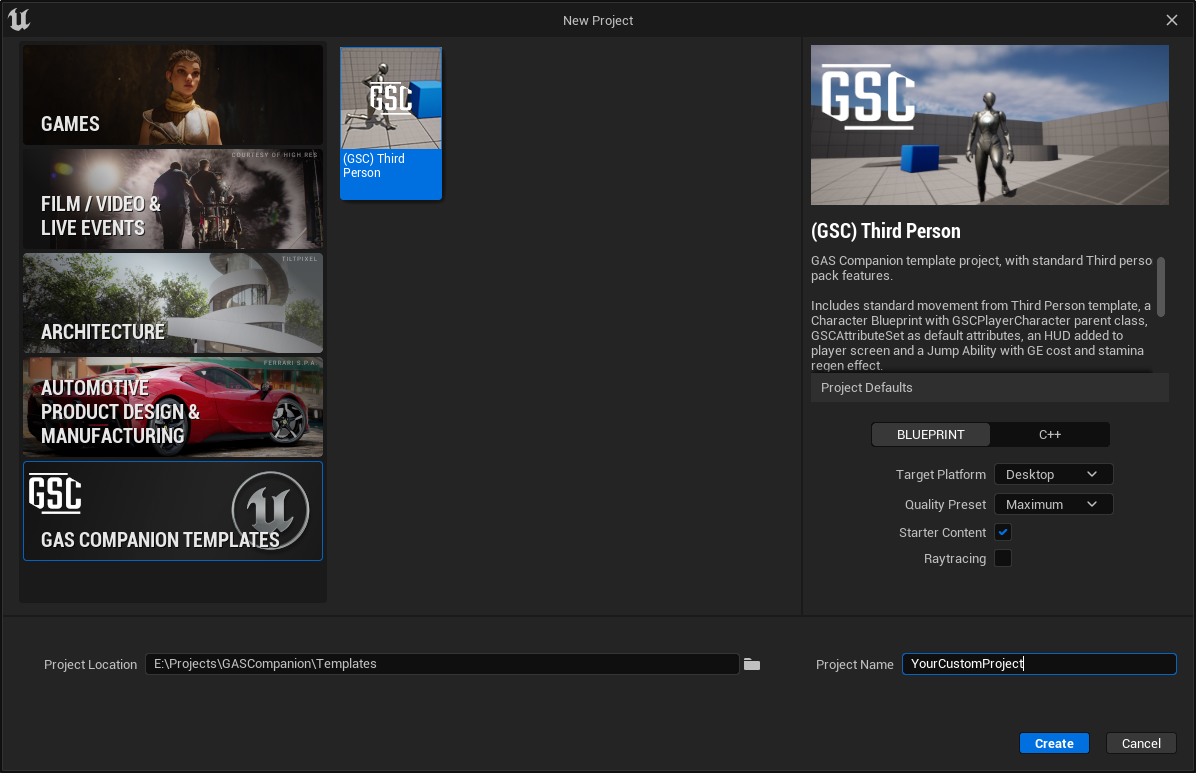 New Project
GAMES
COURTESY OF HIGH RES
FILM / VIDEO &
LIVE EVENTS
TILTPIXEL
ARCHITECTURE
FERRARI S.P.A.
AUTOMOTIVE
PRODUCT DESIGN &
MANUFACTURING
GSC
GAS COMPANION TEMPLATES
GSC
(GSC) Third
Person
GSC
(GSC) Third Person
GAS Companion template project, with standard Third perso
pack features.
Includes standard movement from Third Person template, a
Character Blueprint with GSCPlayerCharacter parent class,
GSCAttributeSet as default attributes, an HUD added to
player screen and a Jump Ability with GE cost and stamina
regen effect.
Project Defaults
BLUEPRINT C++
Target Platform Desktop
Quality Preset Maximum
Starter Content
Raytracing
Project Location E:\Projects\GASCompanion\Templates
Project Name YourCustomProject
Create Cancel